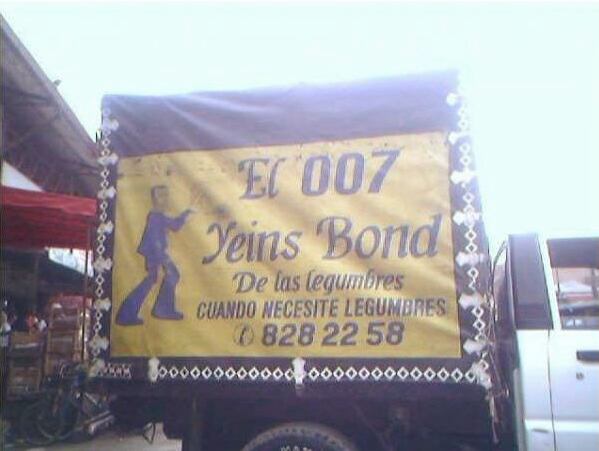 El 007
Yeins Bond
De las legumbres
CUANDO NECESITE LEGUMBRES
✆ 828 22 58